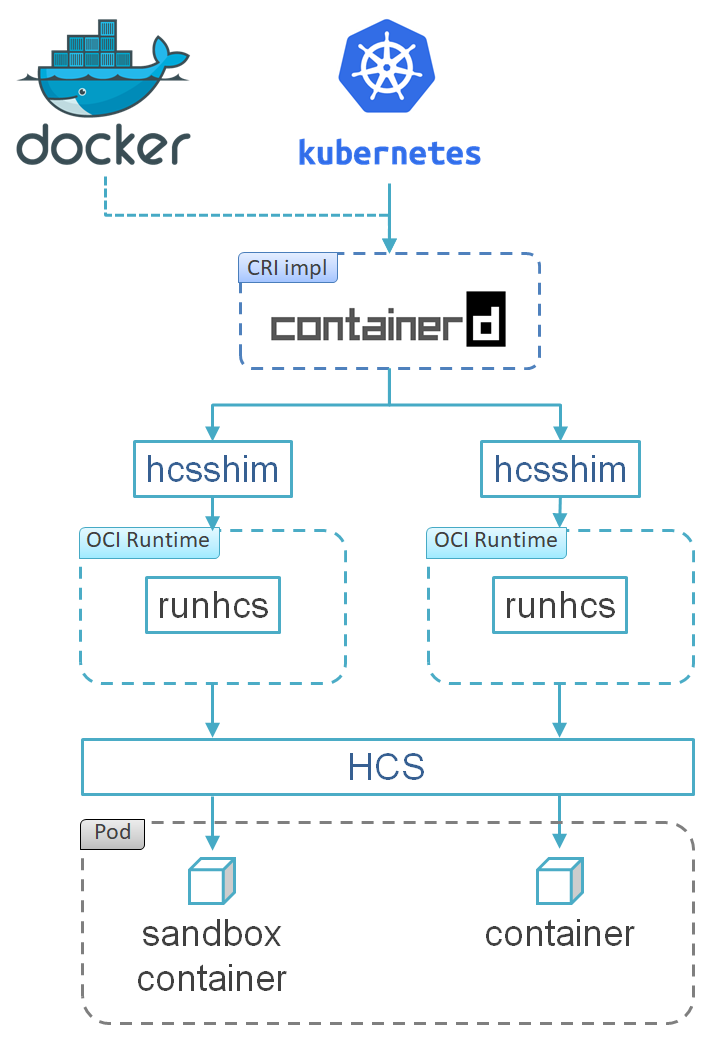 docker
kubernetes
CRI impl
containerd
hcsshim
hcsshim
OCI Runtime
OCI Runtime
runhcs
runhcs
HCS
Pod
sandbox
container
container